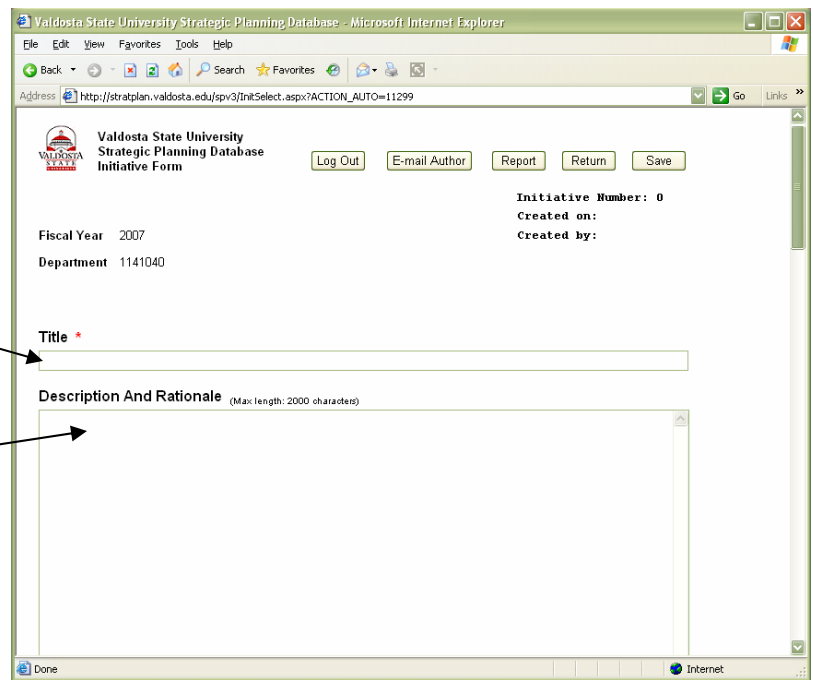 Valdosta State University Strategic Planning Database - Microsoft Internet Explorer
File Edit View Favorites Tools Help
Back Search Favorites
Address http://stratplan.valdosta.edu/spv3/InitSelect.aspx?ACTION_AUTO=11299 Go Links »
VALDOSTA
STATE
UNIVERSITY
Valdosta State University
Strategic Planning Database
Initiative Form
Log Out E-mail Author Report Return Save
Initiative Number: 0
Created on:
Fiscal Year 2007 Created by:
Department 1141040
Title *
Description And Rationale (Max length: 2000 characters)
Done Internet